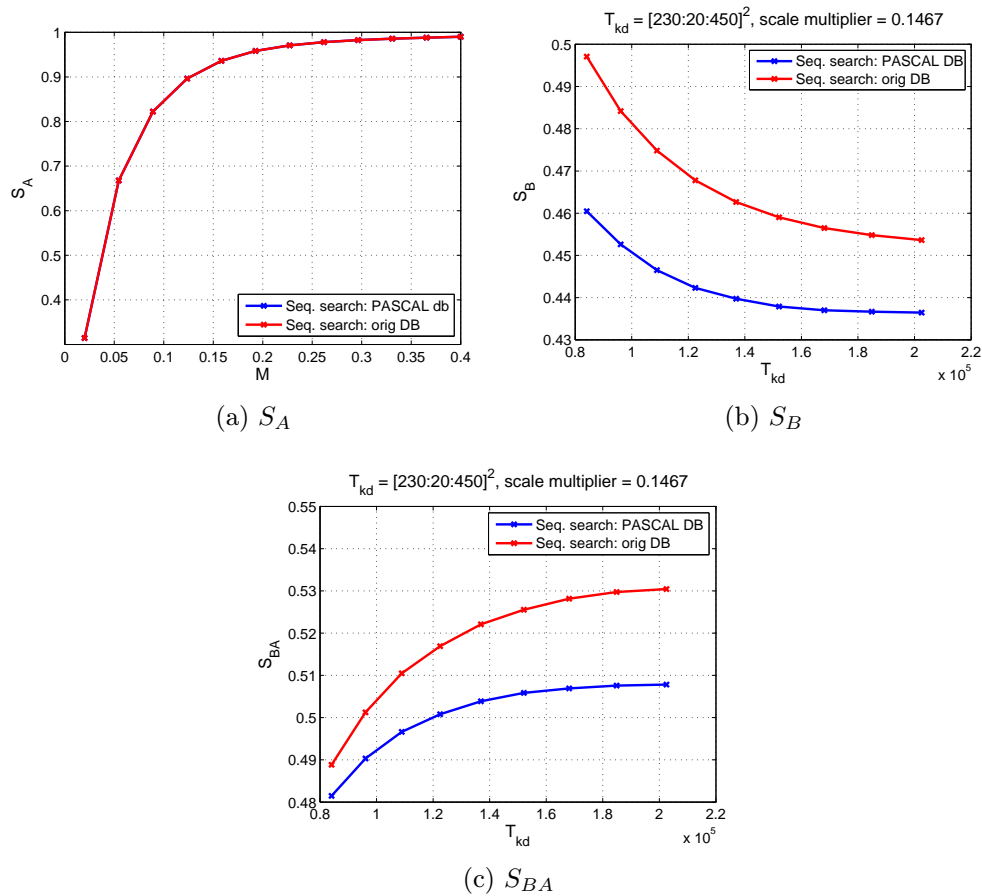 1
0.9
0.8
0.7
0.6
0.5
0.4
S_A
0 0.05 0.1 0.15 0.2 0.25 0.3 0.35 0.4
M
Seq. search: PASCAL db
Seq. search: orig DB
(a) S_A
T_kd = [230:20:450]^2, scale multiplier = 0.1467
0.5
0.49
0.48
0.47
0.46
0.45
0.44
0.43
S_B
0.8 1 1.2 1.4 1.6 1.8 2 2.2
x 10^5
T_kd
Seq. search: PASCAL DB
Seq. search: orig DB
(b) S_B
T_kd = [230:20:450]^2, scale multiplier = 0.1467
0.55
0.54
0.53
0.52
0.51
0.5
0.49
0.48
S_BA
0.8 1 1.2 1.4 1.6 1.8 2 2.2
x 10^5
T_kd
Seq. search: PASCAL DB
Seq. search: orig DB
(c) S_BA